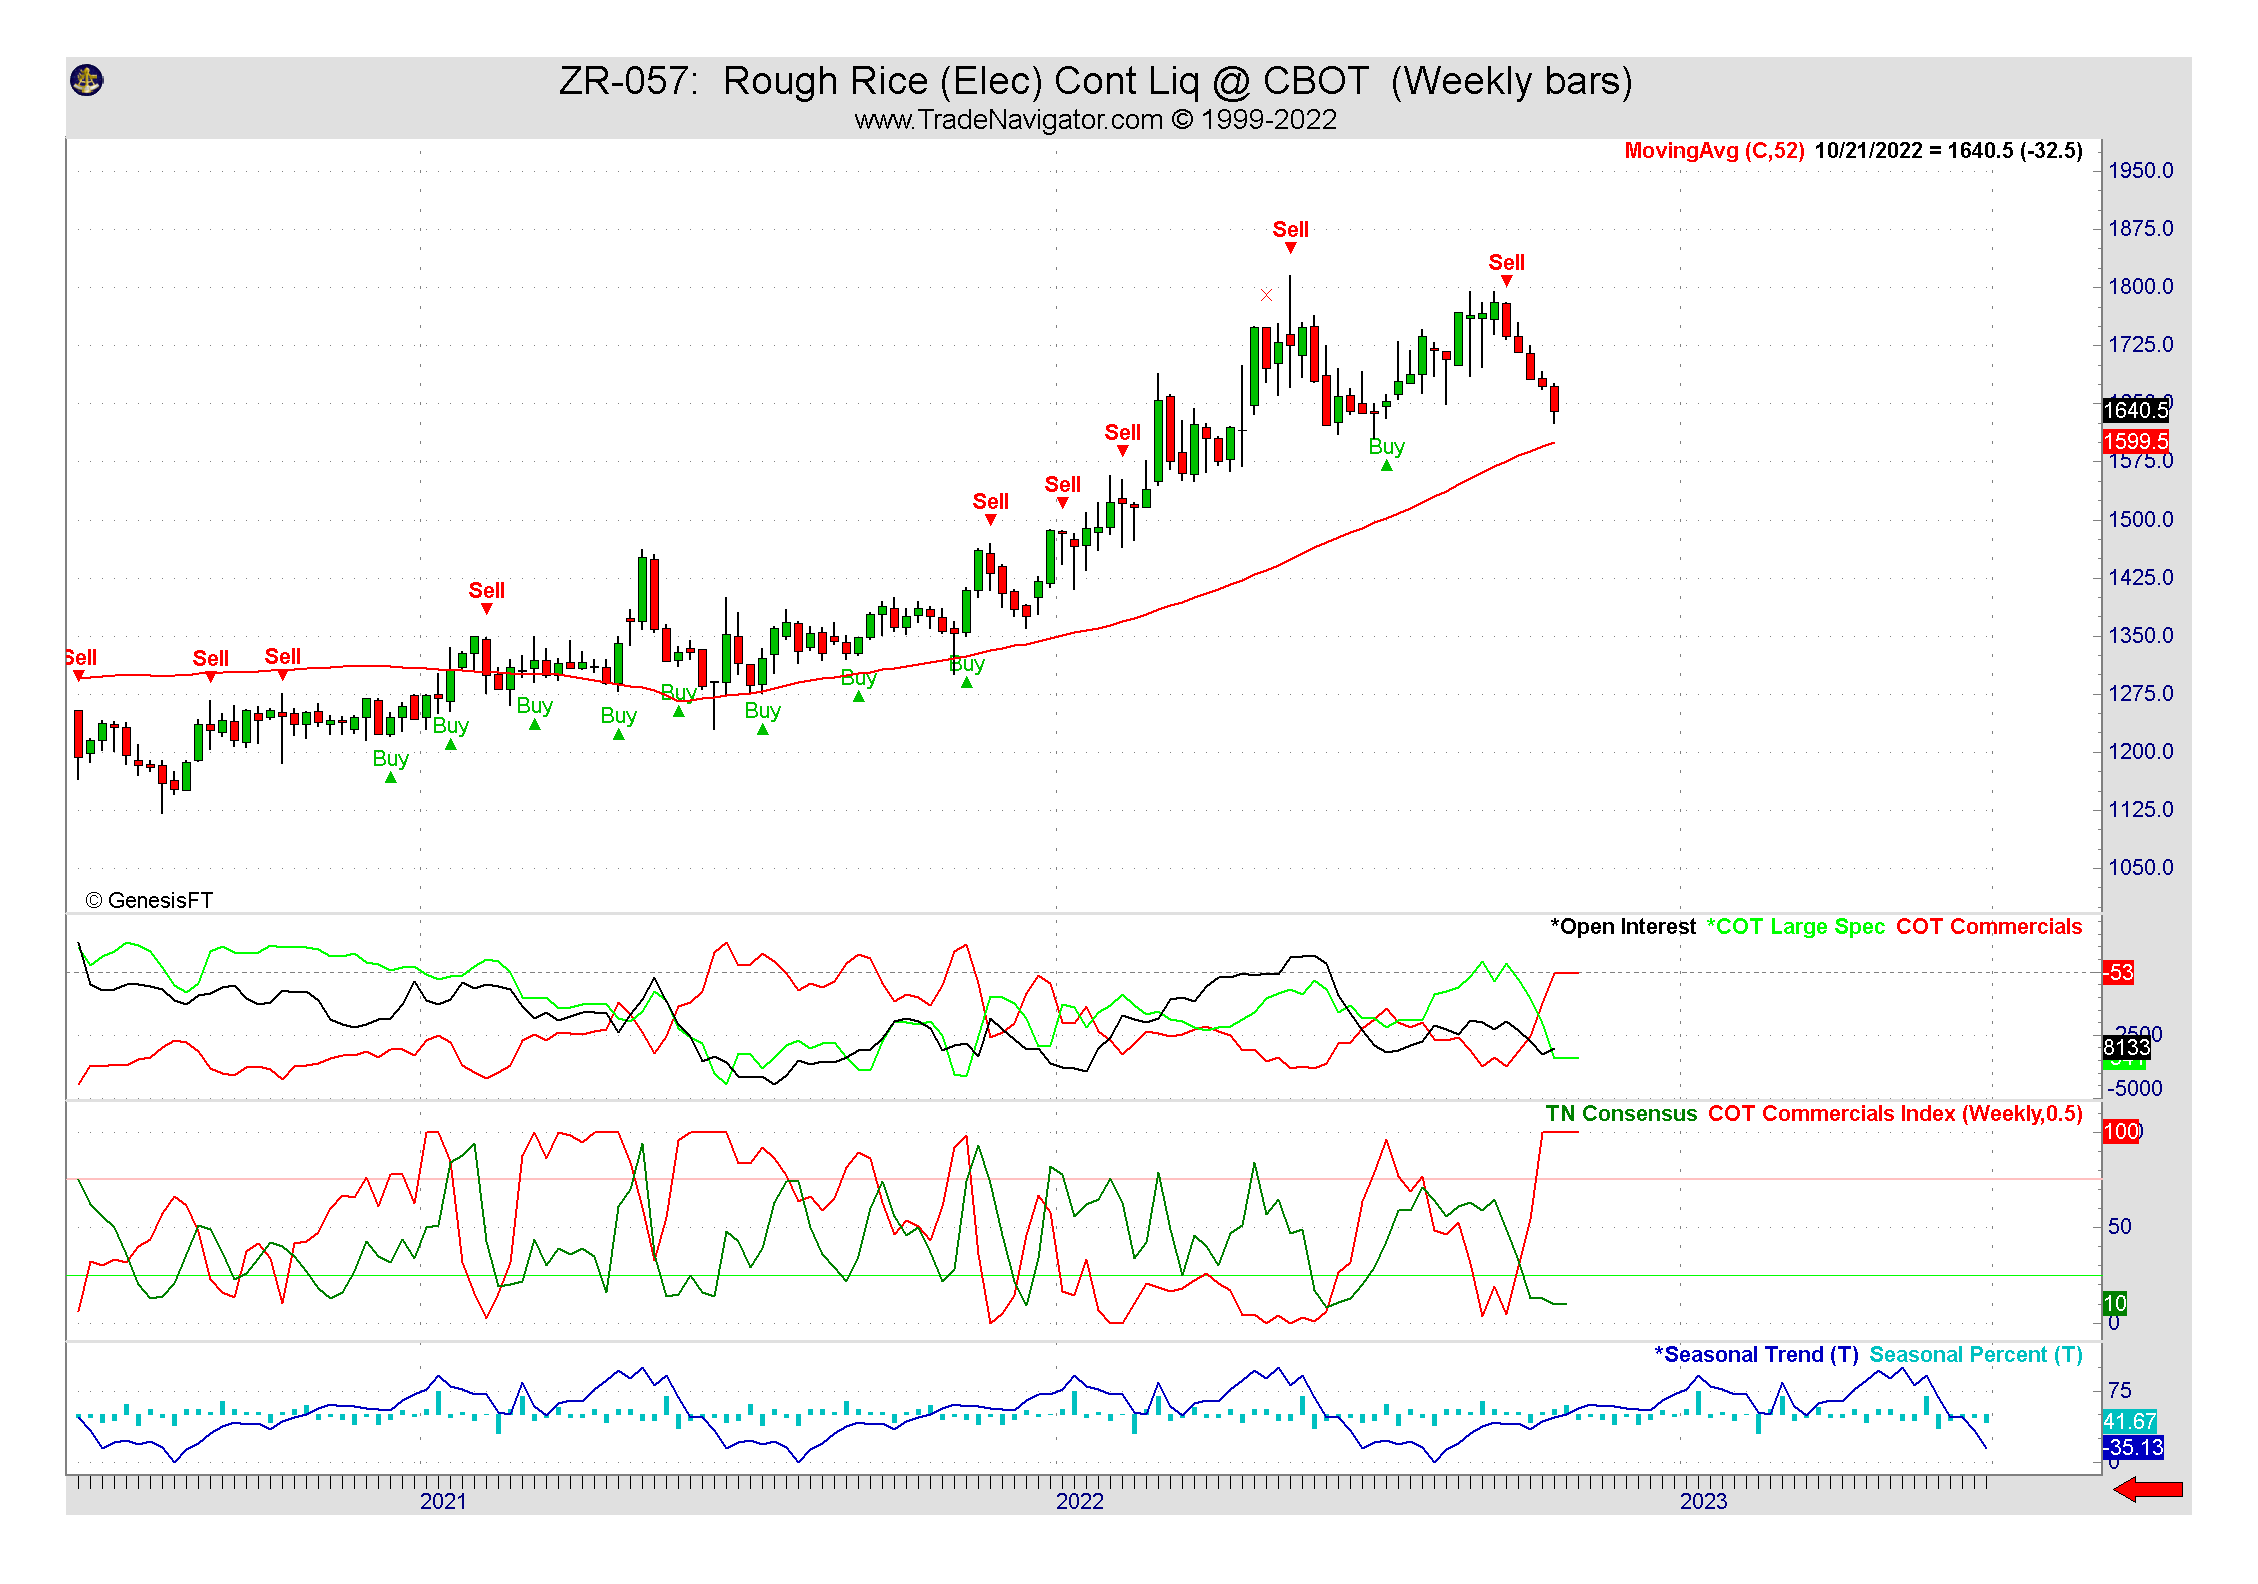 ZR-057: Rough Rice (Elec) Cont Liq @ CBOT (Weekly bars)
www.TradeNavigator.com © 1999-2022
MovingAvg (C,52) 10/21/2022 = 1640.5 (-32.5)
1950.0
1875.0
Sell
Sell
1800.0
1725.0
1640.5
Sell
1599.5
Buy
1575.0
Sell
Sell
1500.0
1425.0
Sell
1350.0
Sell
Sell
Sell
Buy
Buy
Buy
1275.0
Buy
Buy
Buy
Buy
1200.0
Buy
1125.0
1050.0
© GenesisFT
*Open Interest *COT Large Spec COT Commercials
-53
-2500
8133
-5000
TN Consensus COT Commercials Index (Weekly,0.5)
100
50
10
0
*Seasonal Trend (T) Seasonal Percent (T)
75
41.67
-35.13
0
2021 2022 2023